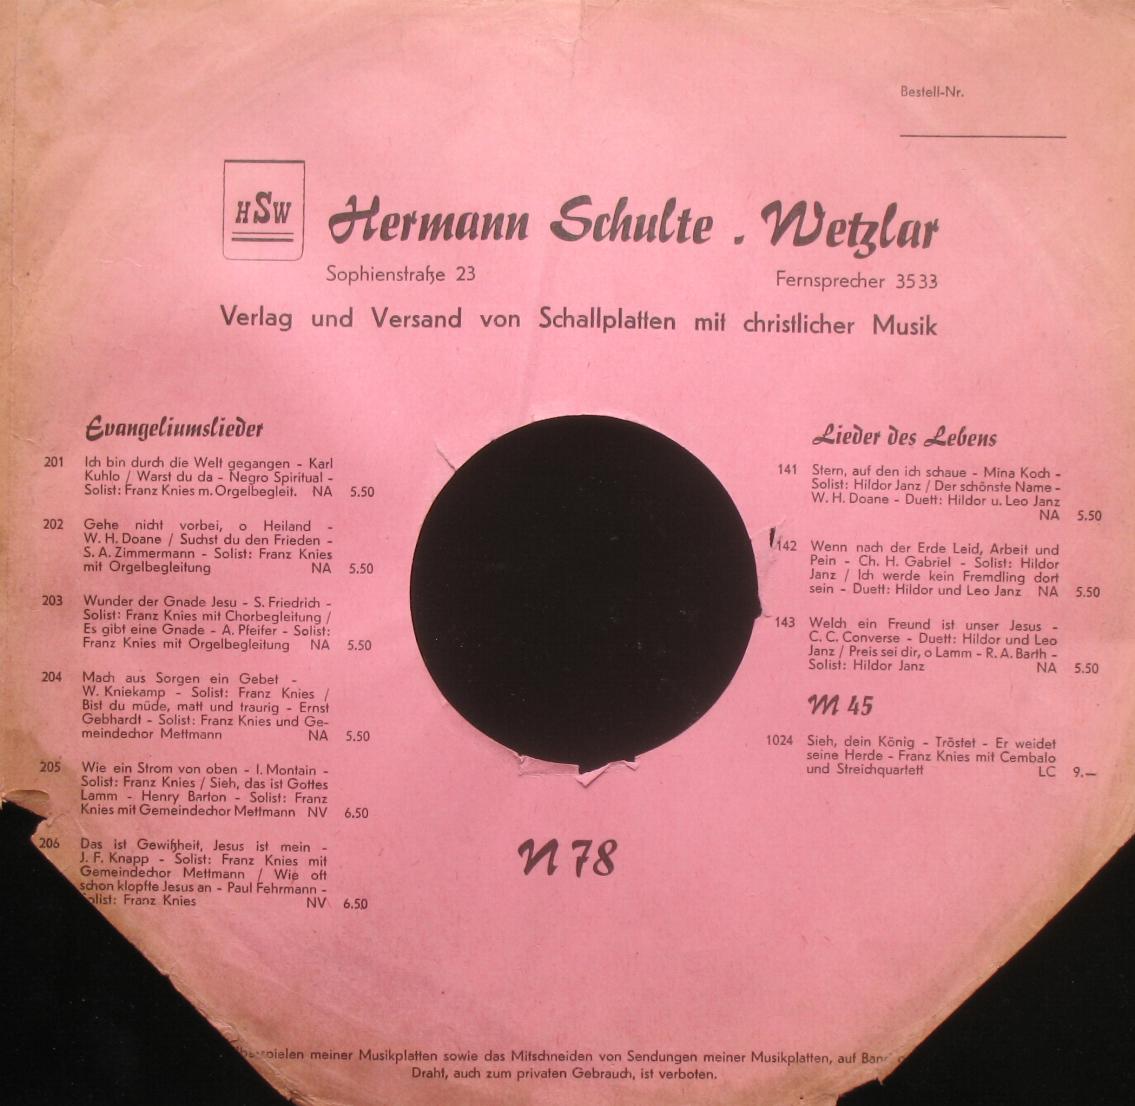 Bestell-Nr.
HSW
Hermann Schulte . Wetzlar
Sophienstraße 23 Fernsprecher 3533
Verlag und Versand von Schallplatten mit christlicher Musik
Evangeliumslieder
201 Ich bin durch die Welt gegangen - Karl
Kuhlo / Warst du da - Negro Spiritual -
Solist: Franz Knies m. Orgelbegleit. NA 5.50
202 Gehe nicht vorbei, o Heiland -
W. H. Doane / Suchst du den Frieden -
S. A. Zimmermann - Solist: Franz Knies
mit Orgelbegleitung NA 5.50
203 Wunder der Gnade Jesu - S. Friedrich -
Solist: Franz Knies mit Chorbegleitung /
Es gibt eine Gnade - A. Pfeifer - Solist:
Franz Knies mit Orgelbegleitung NA 5.50
204 Mach aus Sorgen ein Gebet -
W. Kniekamp - Solist: Franz Knies /
Bist du müde, matt und traurig - Ernst
Gebhardt - Solist: Franz Knies und Ge-
meindechor Mettmann NA 5.50
205 Wie ein Strom von oben - I. Montain -
Solist: Franz Knies / Sieh, das ist Gottes
Lamm - Henry Barton - Solist: Franz
Knies mit Gemeindechor Mettmann NV 6.50
206 Das ist Gewißheit, Jesus ist mein -
J. F. Knapp - Solist: Franz Knies mit
Gemeindechor Mettmann / Wie oft
schon klopfte Jesus an - Paul Fehrmann -
Solist: Franz Knies NV 6.50
Lieder des Lebens
141 Stern, auf den ich schaue - Mina Koch -
Solist: Hildor Janz / Der schönste Name -
W. H. Doane - Duett: Hildor u. Leo Janz
NA 5.50
142 Wenn nach der Erde Leid, Arbeit und
Pein - Ch. H. Gabriel - Solist: Hildor
Janz / Ich werde kein Fremdling dort
sein - Duett: Hildor und Leo Janz NA 5.50
143 Welch ein Freund ist unser Jesus -
C. C. Converse - Duett: Hildor und Leo
Janz / Preis sei dir, o Lamm - R. A. Barth -
Solist: Hildor Janz NA 5.50
M 45
1024 Sieh, dein König - Tröstet - Er weidet
seine Herde - Franz Knies mit Cembalo
und Streichquartett LC 9.—
N 78
spielen meiner Musikplatten sowie das Mitschneiden von Sendungen meiner Musikplatten, auf Band
Draht, auch zum privaten Gebrauch, ist verboten.